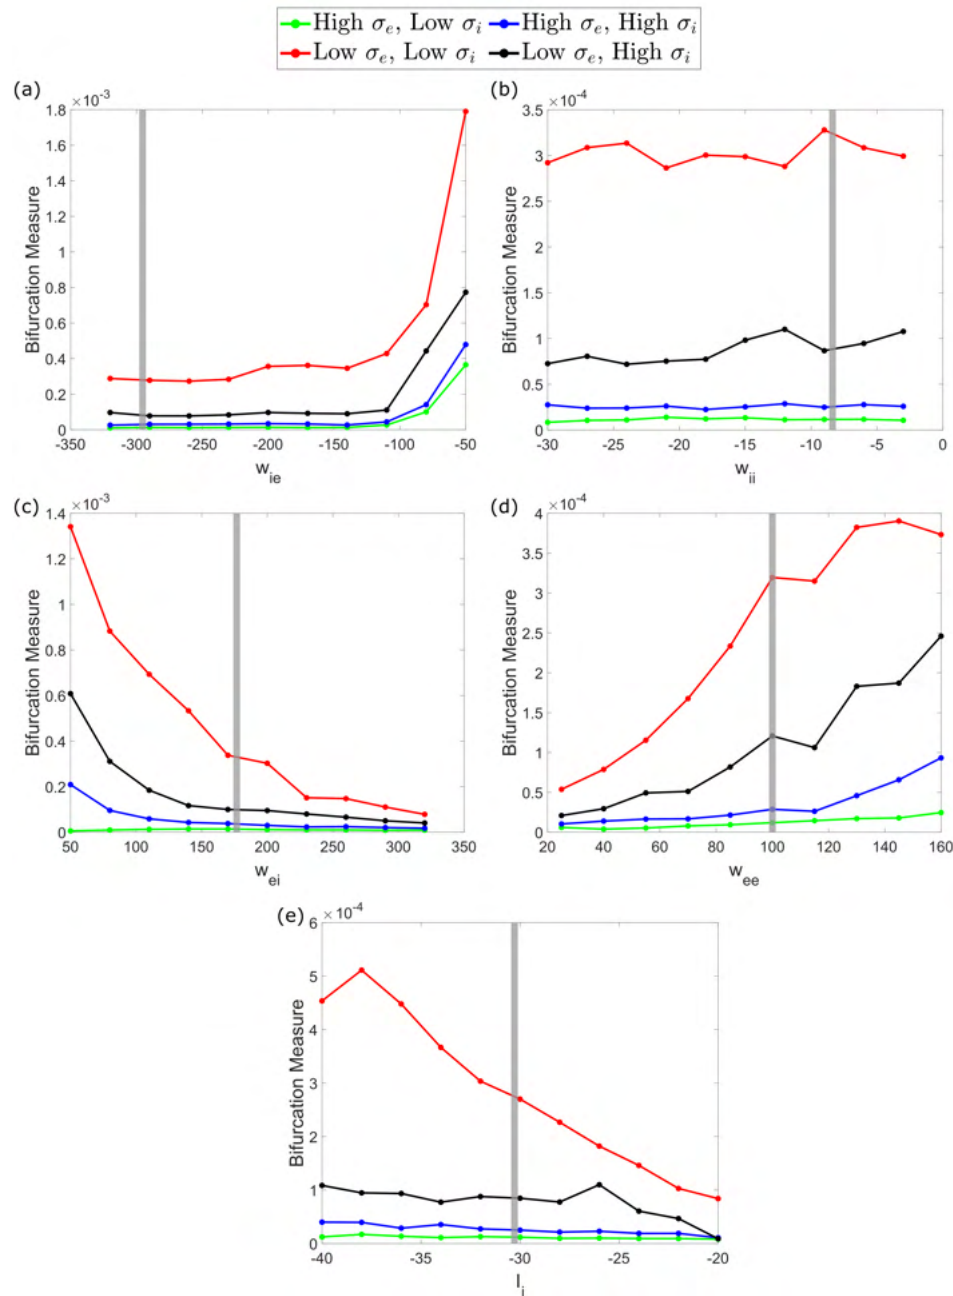 High σe, Low σi High σe, High σi
Low σe, Low σi Low σe, High σi
(a) ×10-3
1.8
1.6
1.4
1.2
1
0.8
0.6
0.4
0.2
0
Bifurcation Measure
-350 -300 -250 -200 -150 -100 -50
wie
(b) ×10-4
3.5
3
2.5
2
1.5
1
0.5
0
Bifurcation Measure
-30 -25 -20 -15 -10 -5 0
wii
(c) ×10-3
1.4
1.2
1
0.8
0.6
0.4
0.2
0
Bifurcation Measure
50 100 150 200 250 300 350
wei
(d) ×10-4
4
3.5
3
2.5
2
1.5
1
0.5
0
Bifurcation Measure
20 40 60 80 100 120 140 160
wee
(e) ×10-4
6
5
4
3
2
1
0
Bifurcation Measure
-40 -35 -30 -25 -20
Ii